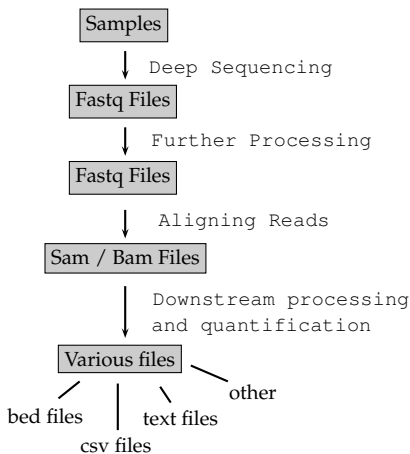 Samples
Deep Sequencing
Fastq Files
Further Processing
Fastq Files
Aligning Reads
Sam / Bam Files
Downstream processing
and quantification
Various files
other
bed files
text files
csv files